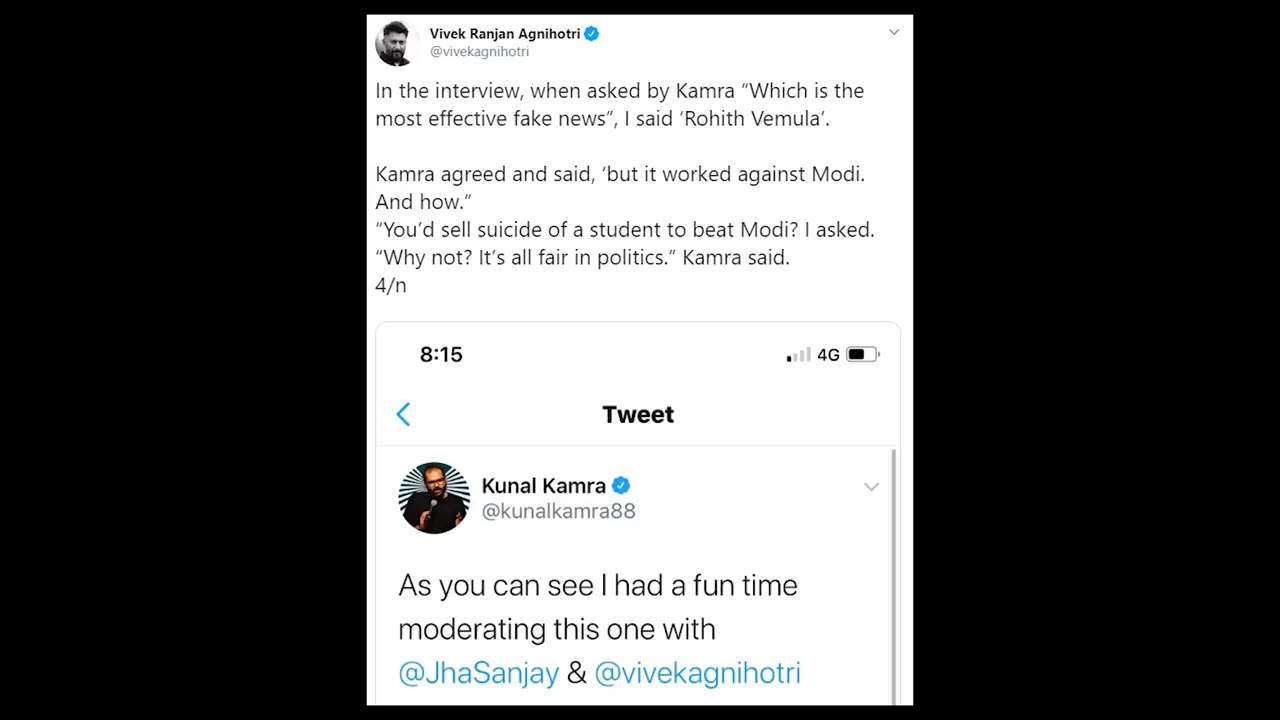 Vivek Ranjan Agnihotri
@vivekagnihotri
In the interview, when asked by Kamra “Which is the
most effective fake news”, I said ‘Rohith Vemula’.
Kamra agreed and said, ‘but it worked against Modi.
And how.”
“You’d sell suicide of a student to beat Modi? I asked.
“Why not? It’s all fair in politics.” Kamra said.
4/n
8:15 4G
Tweet
Kunal Kamra
@kunalkamra88
As you can see I had a fun time
moderating this one with
@JhaSanjay & @vivekagnihotri